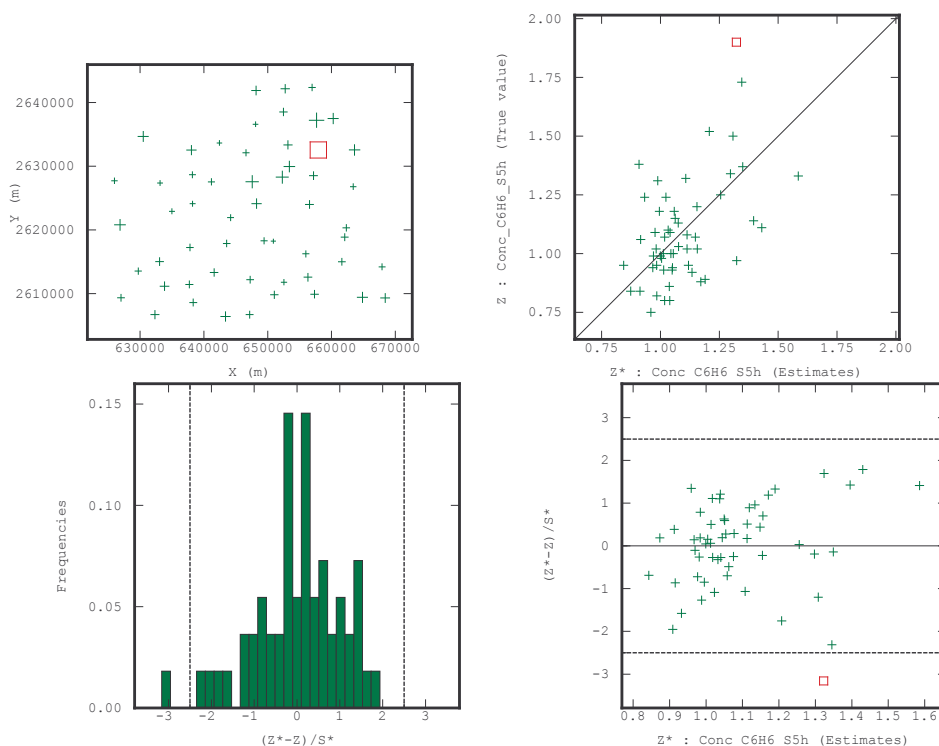 2640000
2630000
2620000
2610000
Y (m)
630000 640000 650000 660000 670000
X (m)
2.00
1.75
1.50
1.25
1.00
0.75
Z : Conc_C6H6_S5h (True value)
0.75 1.00 1.25 1.50 1.75 2.00
Z* : Conc C6H6 S5h (Estimates)
0.15
0.10
0.05
0.00
Frequencies
-3 -2 -1 0 1 2 3
(Z*-Z)/S*
3
2
1
0
-1
-2
-3
(Z*-Z)/S*
0.8 0.9 1.0 1.1 1.2 1.3 1.4 1.5 1.6
Z* : Conc C6H6 S5h (Estimates)